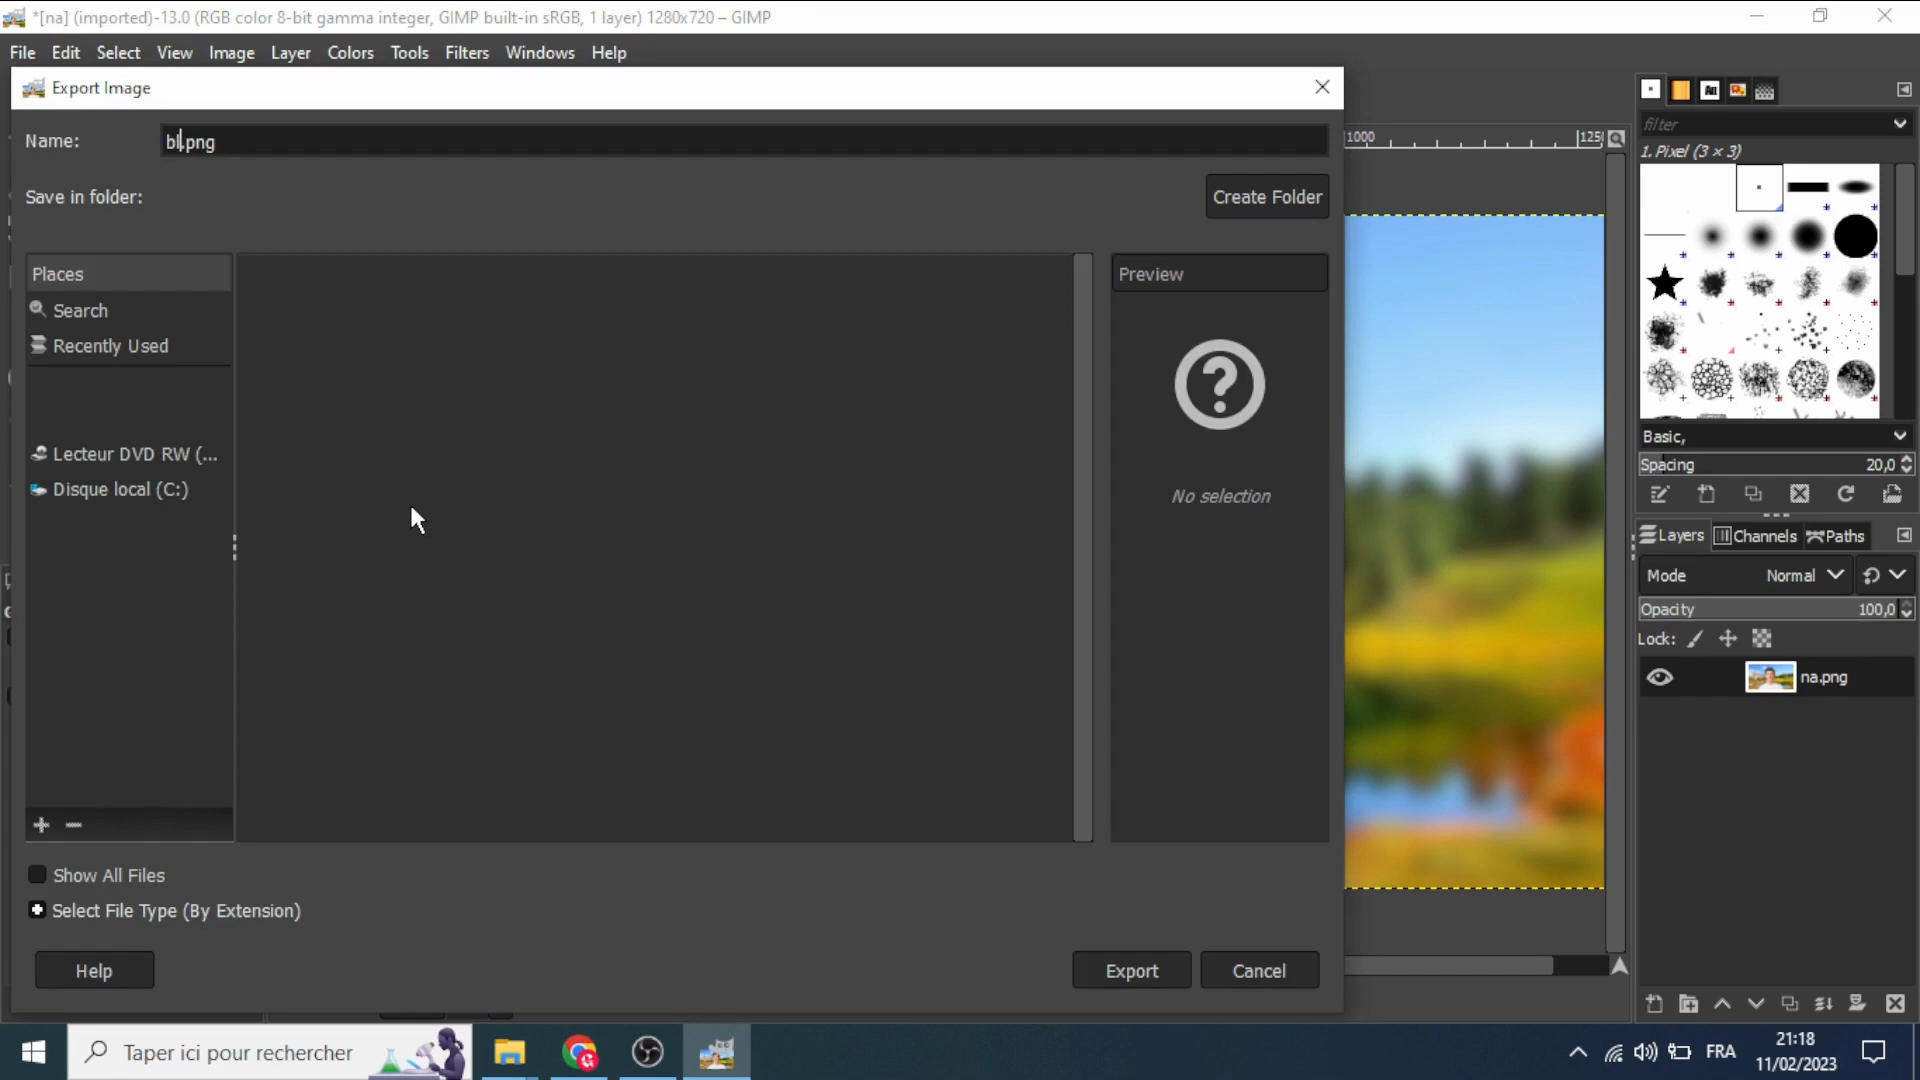 *[na] (imported)-13.0 (RGB color 8-bit gamma integer, GIMP built-in sRGB, 1 layer) 1280x720 – GIMP
File Edit Select View Image Layer Colors Tools Filters Windows Help
Export Image
Name: bl.png
Save in folder:
Create Folder
Places
Search
Recently Used
Lecteur DVD RW (...
Disque local (C:)
Preview
No selection
Show All Files
Select File Type (By Extension)
Help
Export
Cancel
1000
125
filter
1. Pixel (3 × 3)
Basic,
Spacing 20,0
Layers Channels Paths
Mode Normal
Opacity 100,0
Lock:
na.png
Taper ici pour rechercher
FRA
21:18
11/02/2023